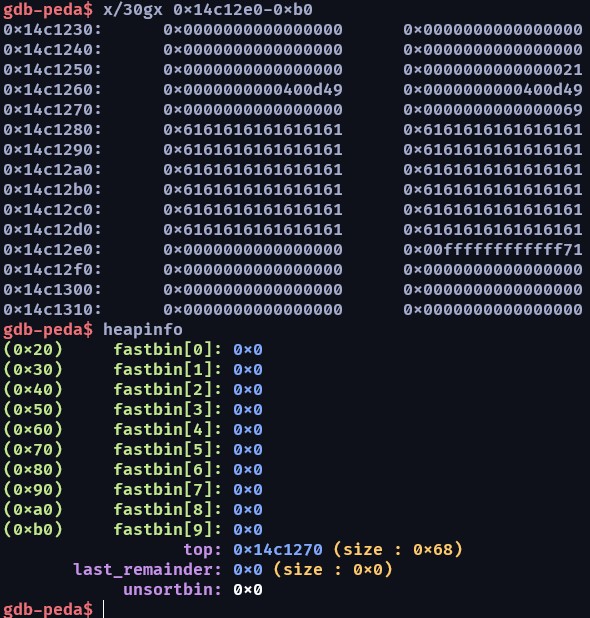 gdb-peda$ x/30gx 0x14c12e0-0xb0
0x14c1230: 0x0000000000000000 0x0000000000000000
0x14c1240: 0x0000000000000000 0x0000000000000000
0x14c1250: 0x0000000000000000 0x0000000000000021
0x14c1260: 0x0000000000400d49 0x0000000000400d49
0x14c1270: 0x0000000000000000 0x0000000000000069
0x14c1280: 0x6161616161616161 0x6161616161616161
0x14c1290: 0x6161616161616161 0x6161616161616161
0x14c12a0: 0x6161616161616161 0x6161616161616161
0x14c12b0: 0x6161616161616161 0x6161616161616161
0x14c12c0: 0x6161616161616161 0x6161616161616161
0x14c12d0: 0x6161616161616161 0x6161616161616161
0x14c12e0: 0x0000000000000000 0x00ffffffffffff71
0x14c12f0: 0x0000000000000000 0x0000000000000000
0x14c1300: 0x0000000000000000 0x0000000000000000
0x14c1310: 0x0000000000000000 0x0000000000000000
gdb-peda$ heapinfo
(0x20) fastbin[0]: 0x0
(0x30) fastbin[1]: 0x0
(0x40) fastbin[2]: 0x0
(0x50) fastbin[3]: 0x0
(0x60) fastbin[4]: 0x0
(0x70) fastbin[5]: 0x0
(0x80) fastbin[6]: 0x0
(0x90) fastbin[7]: 0x0
(0xa0) fastbin[8]: 0x0
(0xb0) fastbin[9]: 0x0
top: 0x14c1270 (size : 0x68)
last_remainder: 0x0 (size : 0x0)
unsortbin: 0x0
gdb-peda$